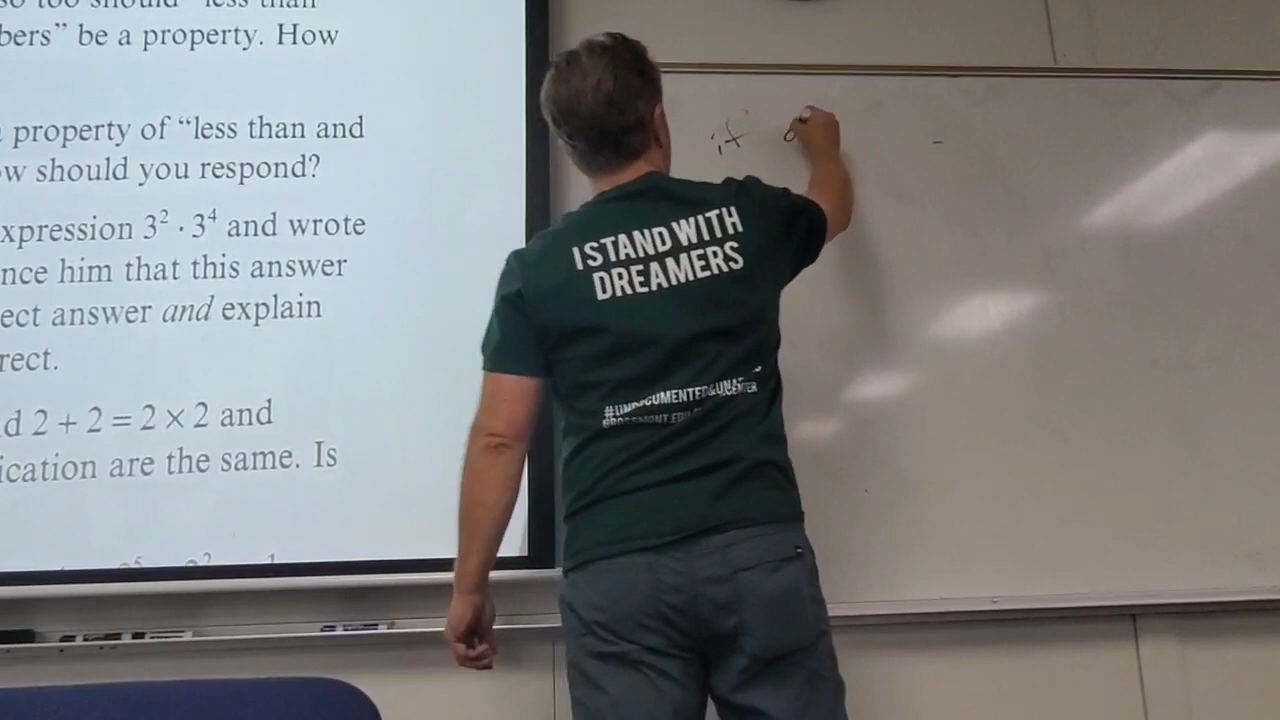 so too should "less than
bers" be a property. How
property of "less than and
ow should you respond?
xpression 3² · 3⁴ and wrote
nce him that this answer
ect answer and explain
rect.
d 2 + 2 = 2 × 2 and
ication are the same. Is
if
I STAND WITH
DREAMERS